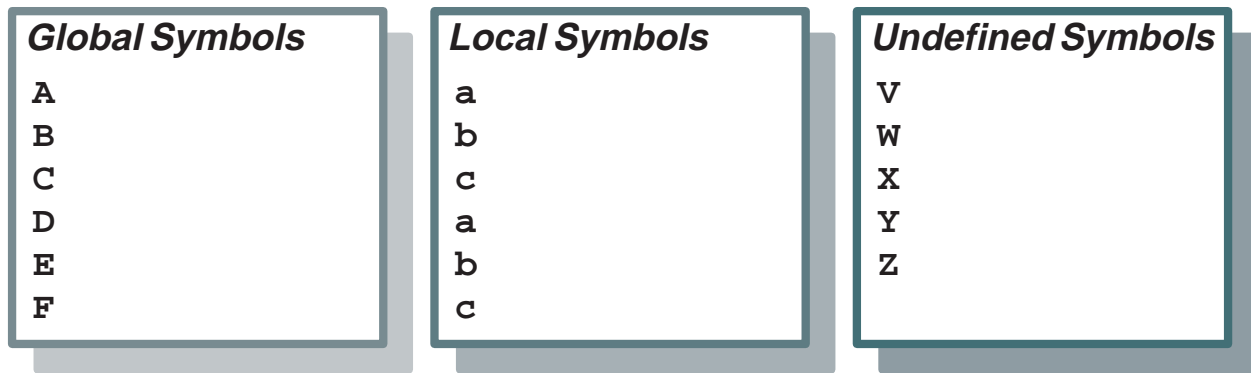 Global Symbols
A
B
C
D
E
F
Local Symbols
a
b
c
a
b
c
Undefined Symbols
V
W
X
Y
Z